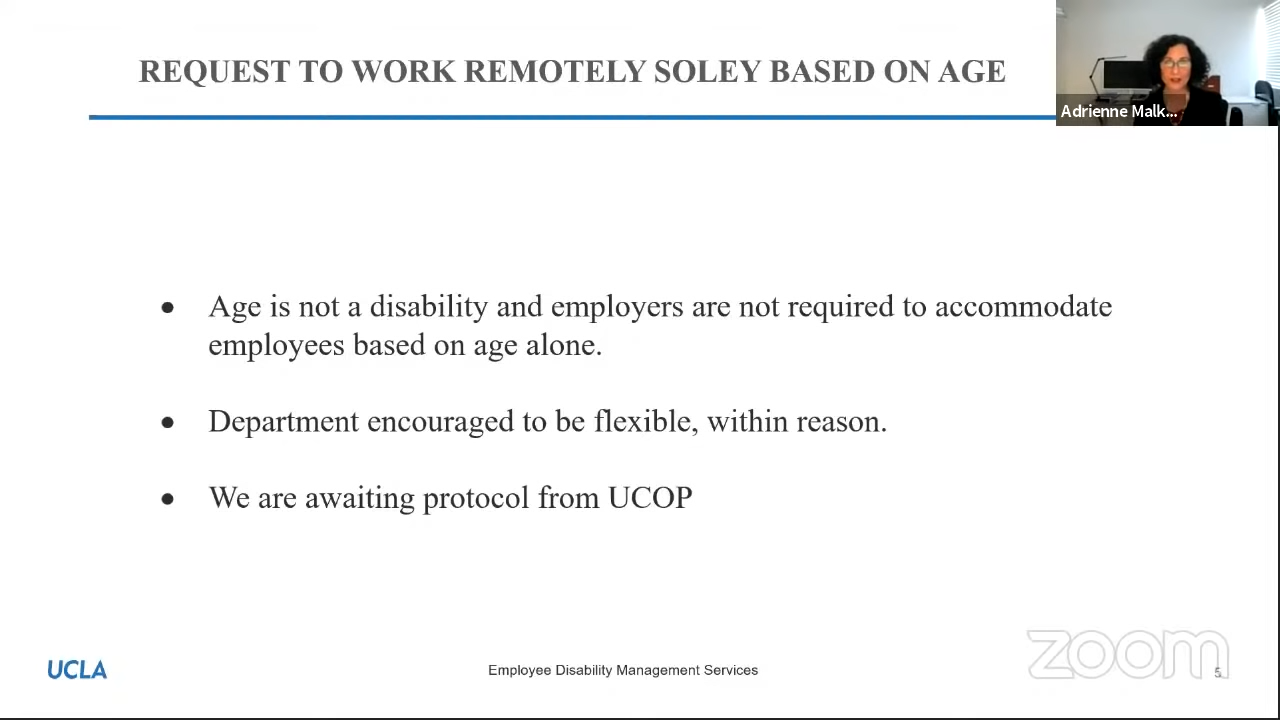 REQUEST TO WORK REMOTELY SOLEY BASED ON AGE
Adrienne Malk...
• Age is not a disability and employers are not required to accommodate
employees based on age alone.
• Department encouraged to be flexible, within reason.
• We are awaiting protocol from UCOP
UCLA
Employee Disability Management Services
zoom
5